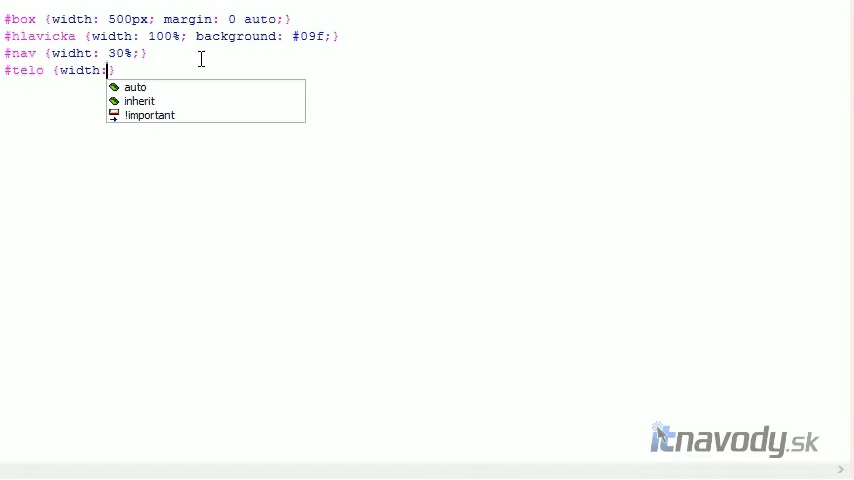 #box {width: 500px; margin: 0 auto;}
#hlavicka {width: 100%; background: #09f;}
#nav {widht: 30%;}
#telo {width:}
auto
inherit
!important
itnavody.sk